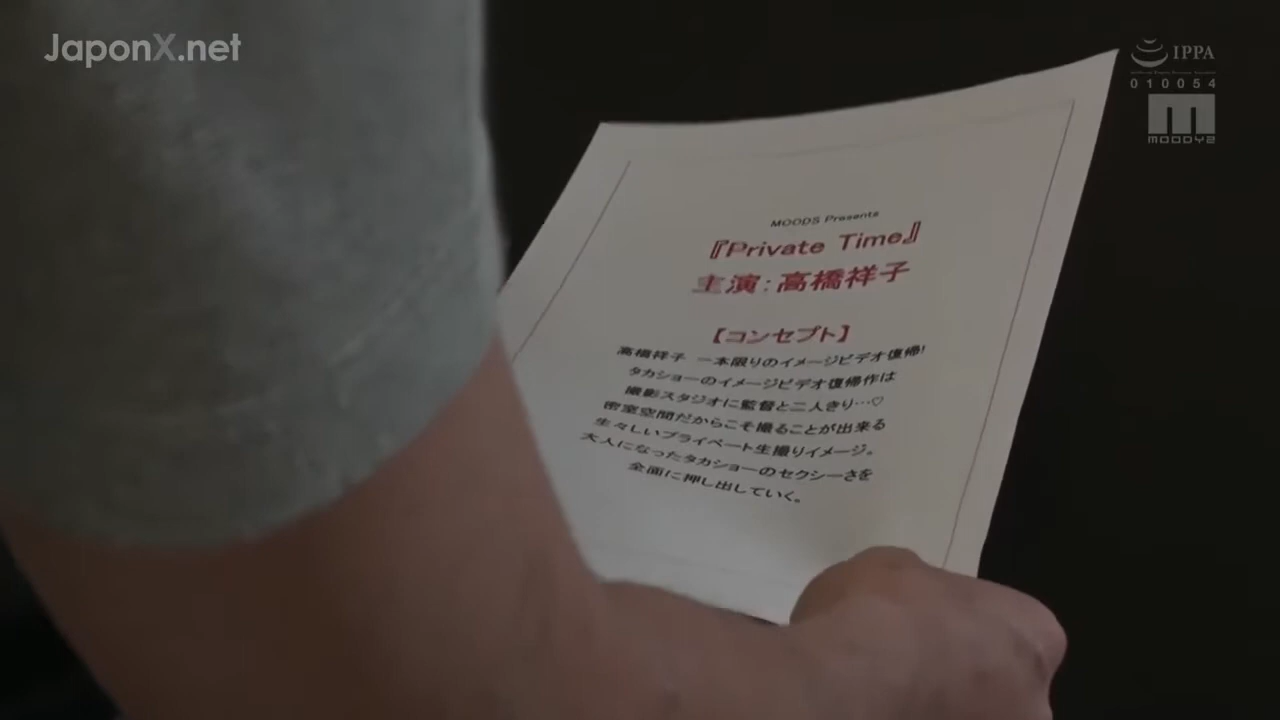 JaponX.net
IPPA
010054
MOODYZ
MOODS Presents
『Private Time』
主演:高橋祥子
【コンセプト】
高橋祥子 一本限りのイメージビデオ復帰!
タカショーのイメージビデオ復帰作は
撮影スタジオに監督と二人きり…♡
密室空間だからこそ撮ることが出来る
生々しいプライベート生撮りイメージ。
大人になったタカショーのセクシーさを
全面に押し出していく。